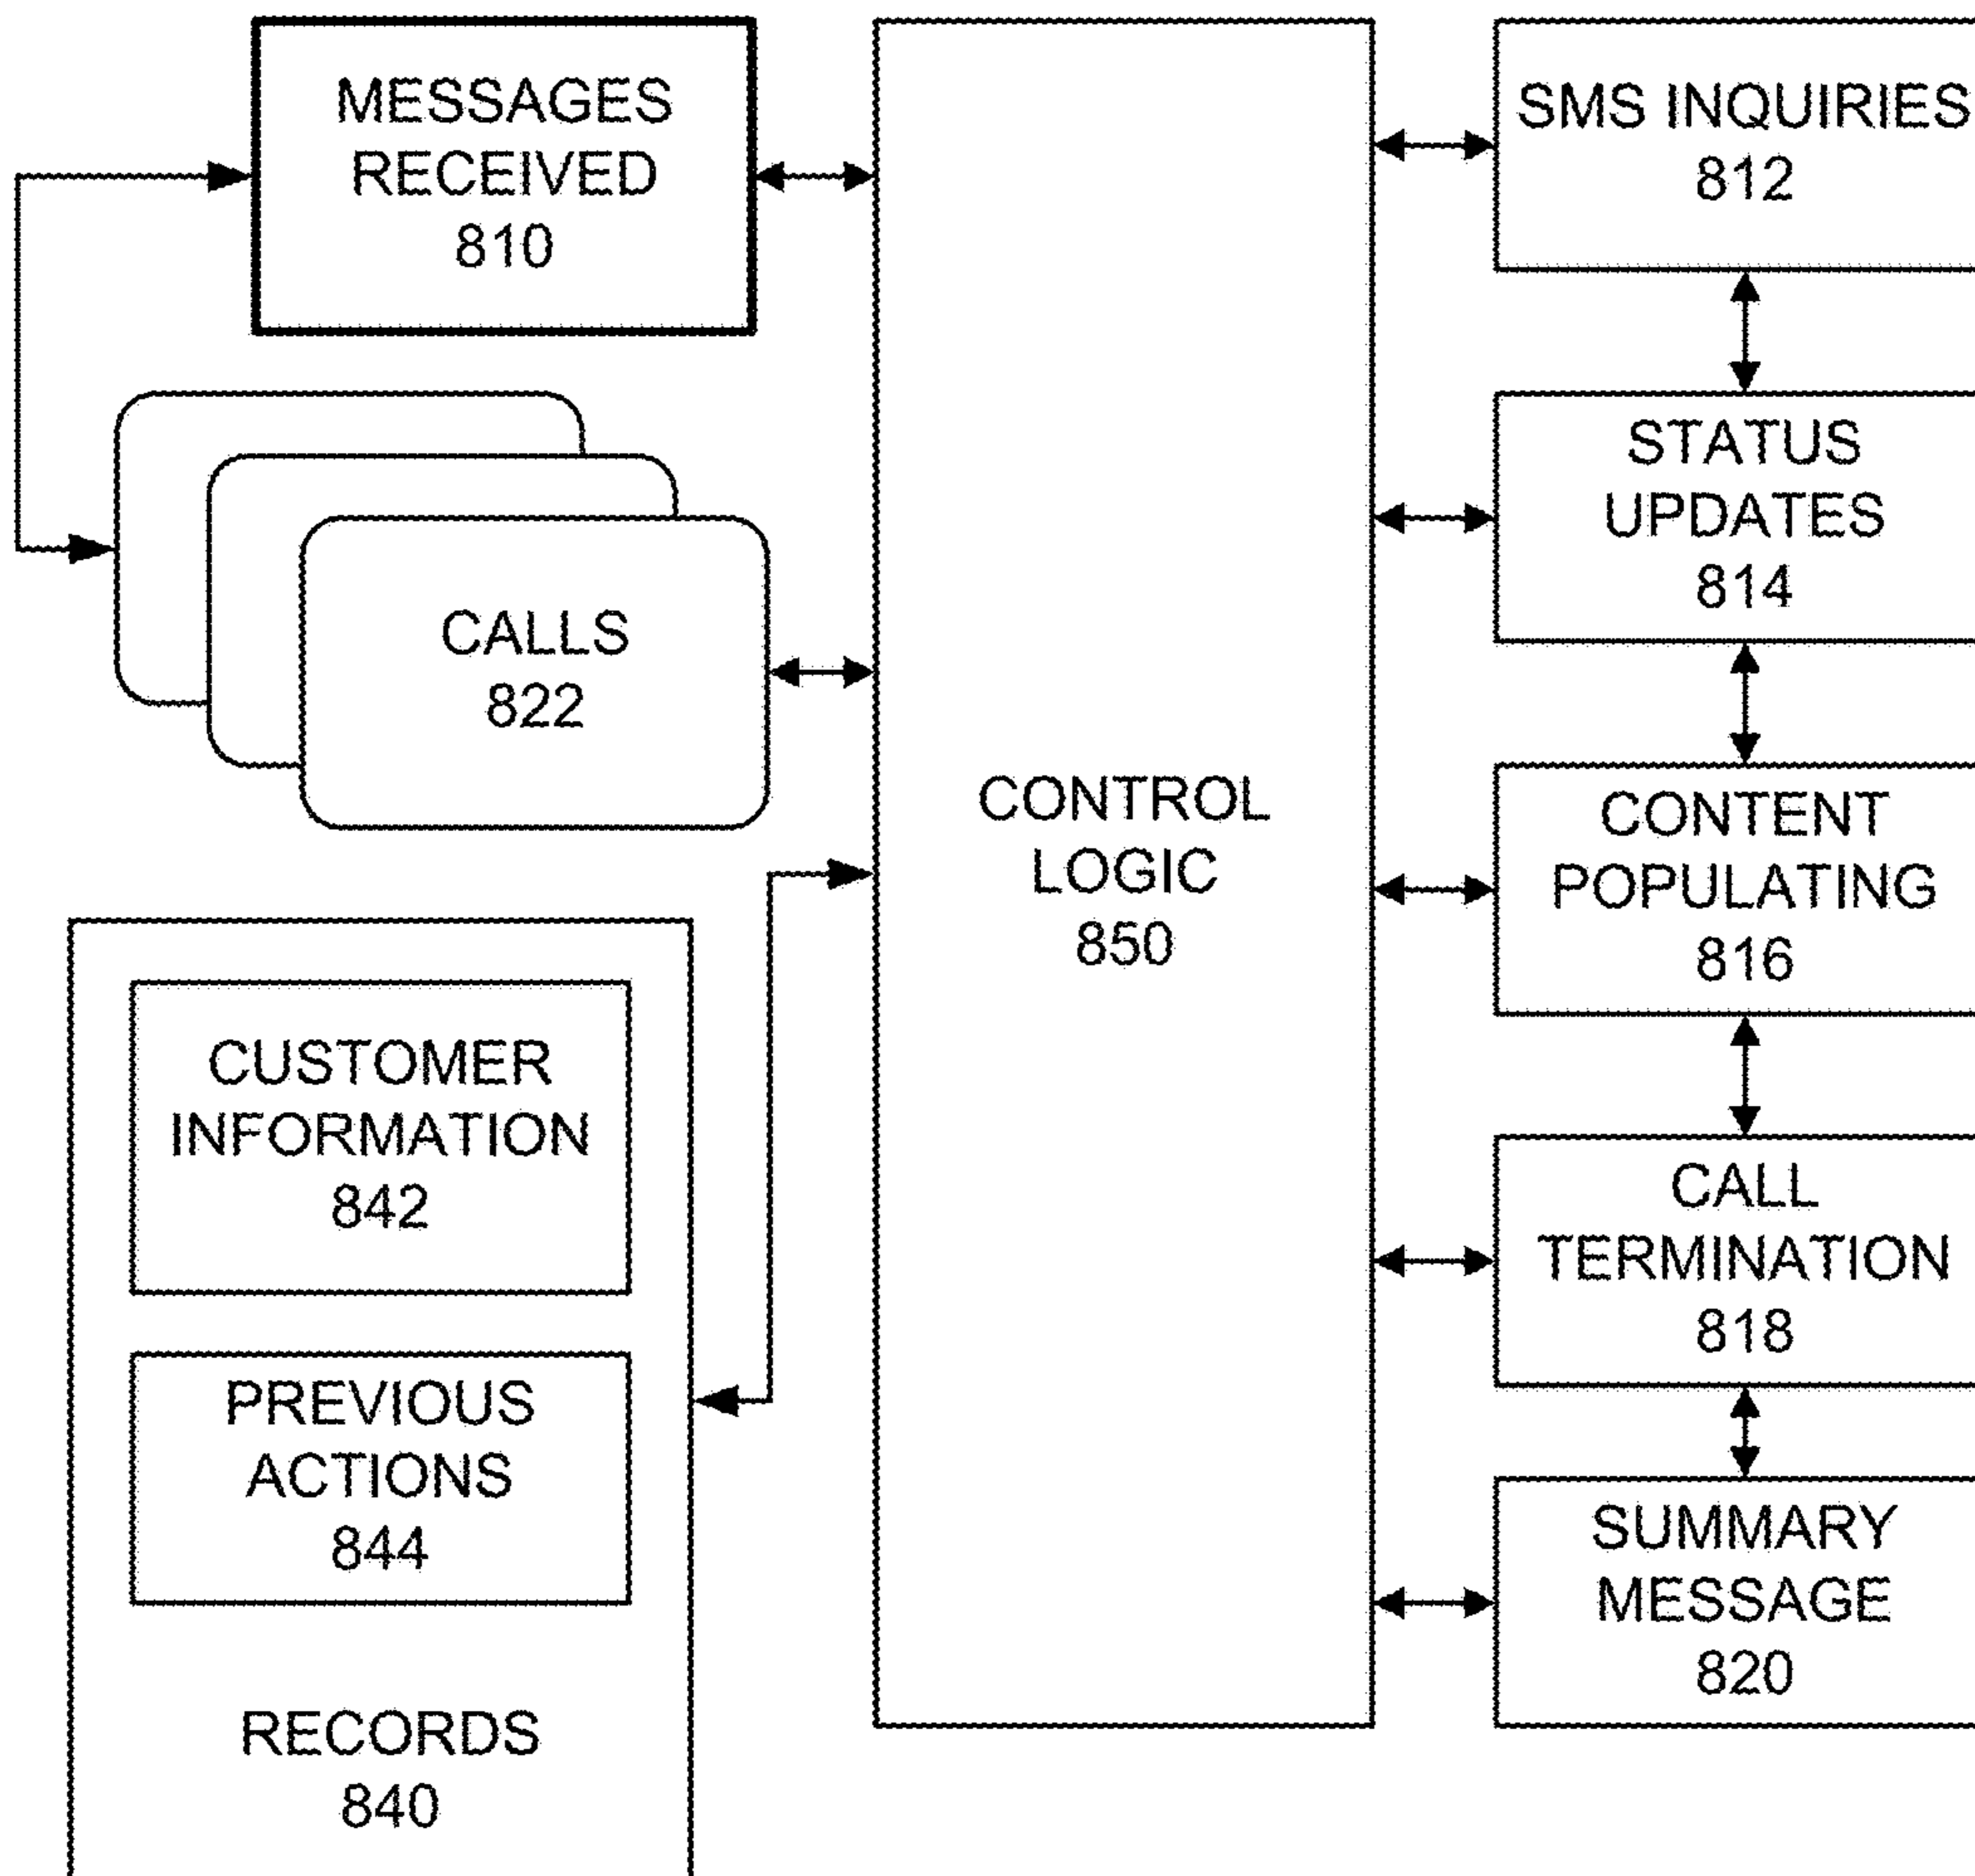 MESSAGES
RECEIVED
810
CALLS
822
CUSTOMER
INFORMATION
842
PREVIOUS
ACTIONS
844
RECORDS
840
CONTROL
LOGIC
850
SMS INQUIRIES
812
STATUS
UPDATES
814
CONTENT
POPULATING
816
CALL
TERMINATION
818
SUMMARY
MESSAGE
820